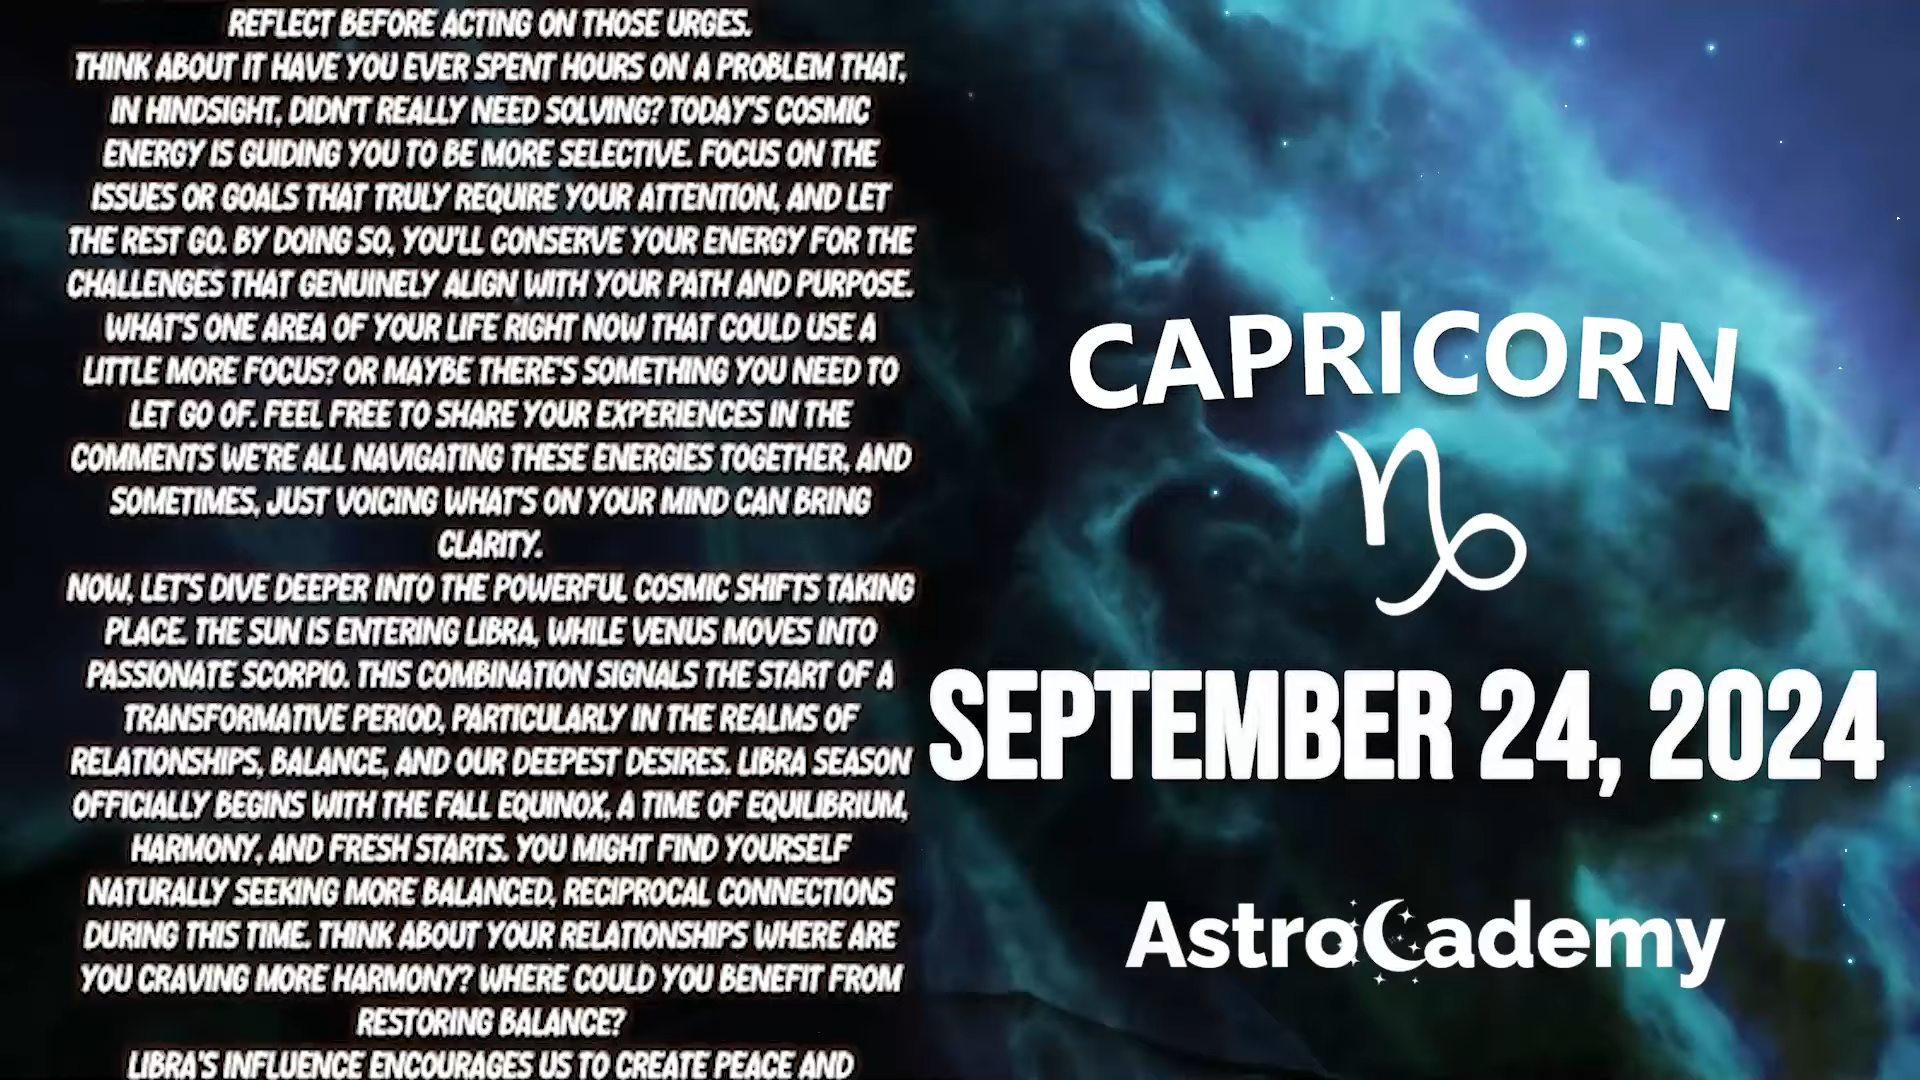 REFLECT BEFORE ACTING ON THOSE URGES.
THINK ABOUT IT HAVE YOU EVER SPENT HOURS ON A PROBLEM THAT,
IN HINDSIGHT, DIDN'T REALLY NEED SOLVING? TODAY'S COSMIC
ENERGY IS GUIDING YOU TO BE MORE SELECTIVE. FOCUS ON THE
ISSUES OR GOALS THAT TRULY REQUIRE YOUR ATTENTION, AND LET
THE REST GO. BY DOING SO, YOU'LL CONSERVE YOUR ENERGY FOR THE
CHALLENGES THAT GENUINELY ALIGN WITH YOUR PATH AND PURPOSE.
WHAT'S ONE AREA OF YOUR LIFE RIGHT NOW THAT COULD USE A
LITTLE MORE FOCUS? OR MAYBE THERE'S SOMETHING YOU NEED TO
LET GO OF. FEEL FREE TO SHARE YOUR EXPERIENCES IN THE
COMMENTS WE'RE ALL NAVIGATING THESE ENERGIES TOGETHER, AND
SOMETIMES, JUST VOICING WHAT'S ON YOUR MIND CAN BRING
CLARITY.
NOW, LET'S DIVE DEEPER INTO THE POWERFUL COSMIC SHIFTS TAKING
PLACE. THE SUN IS ENTERING LIBRA, WHILE VENUS MOVES INTO
PASSIONATE SCORPIO. THIS COMBINATION SIGNALS THE START OF A
TRANSFORMATIVE PERIOD, PARTICULARLY IN THE REALMS OF
RELATIONSHIPS, BALANCE, AND OUR DEEPEST DESIRES. LIBRA SEASON
OFFICIALLY BEGINS WITH THE FALL EQUINOX, A TIME OF EQUILIBRIUM,
HARMONY, AND FRESH STARTS. YOU MIGHT FIND YOURSELF
NATURALLY SEEKING MORE BALANCED, RECIPROCAL CONNECTIONS
DURING THIS TIME. THINK ABOUT YOUR RELATIONSHIPS WHERE ARE
YOU CRAVING MORE HARMONY? WHERE COULD YOU BENEFIT FROM
RESTORING BALANCE?
LIBRA'S INFLUENCE ENCOURAGES US TO CREATE PEACE AND
CAPRICORN
♑
SEPTEMBER 24, 2024
AstroCademy